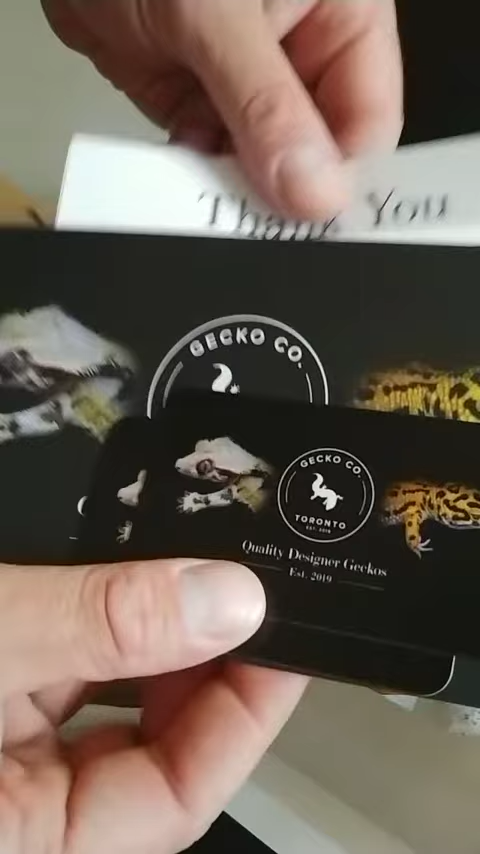 Thank You
GECKO CO.
GECKO CO.
TORONTO
EST. 2019
Quality Designer Geckos
Est. 2019